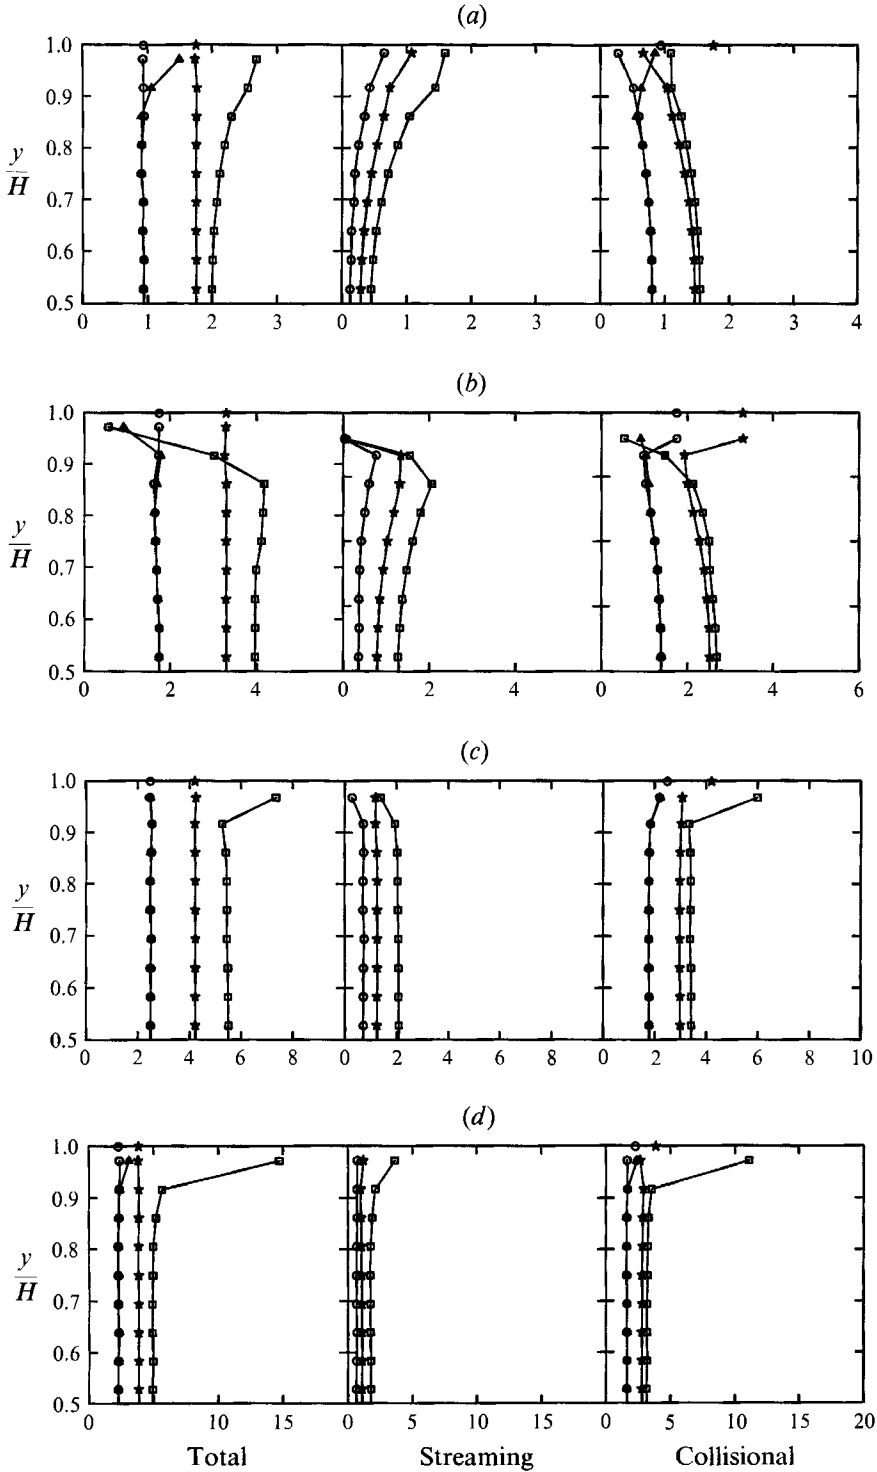 (a)
1.0
0.9
0.8
0.7
0.6
0.5
y
H
0 1 2 3 0 1 2 3 0 1 2 3 4
(b)
1.0
0.9
0.8
0.7
0.6
0.5
y
H
0 2 4 0 2 4 0 2 4 6
(c)
1.0
0.9
0.8
0.7
0.6
0.5
y
H
0 2 4 6 8 0 2 4 6 8 0 2 4 6 8 10
(d)
1.0
0.9
0.8
0.7
0.6
0.5
y
H
0 5 10 15 0 5 10 15 0 5 10 15 20
Total Streaming Collisional